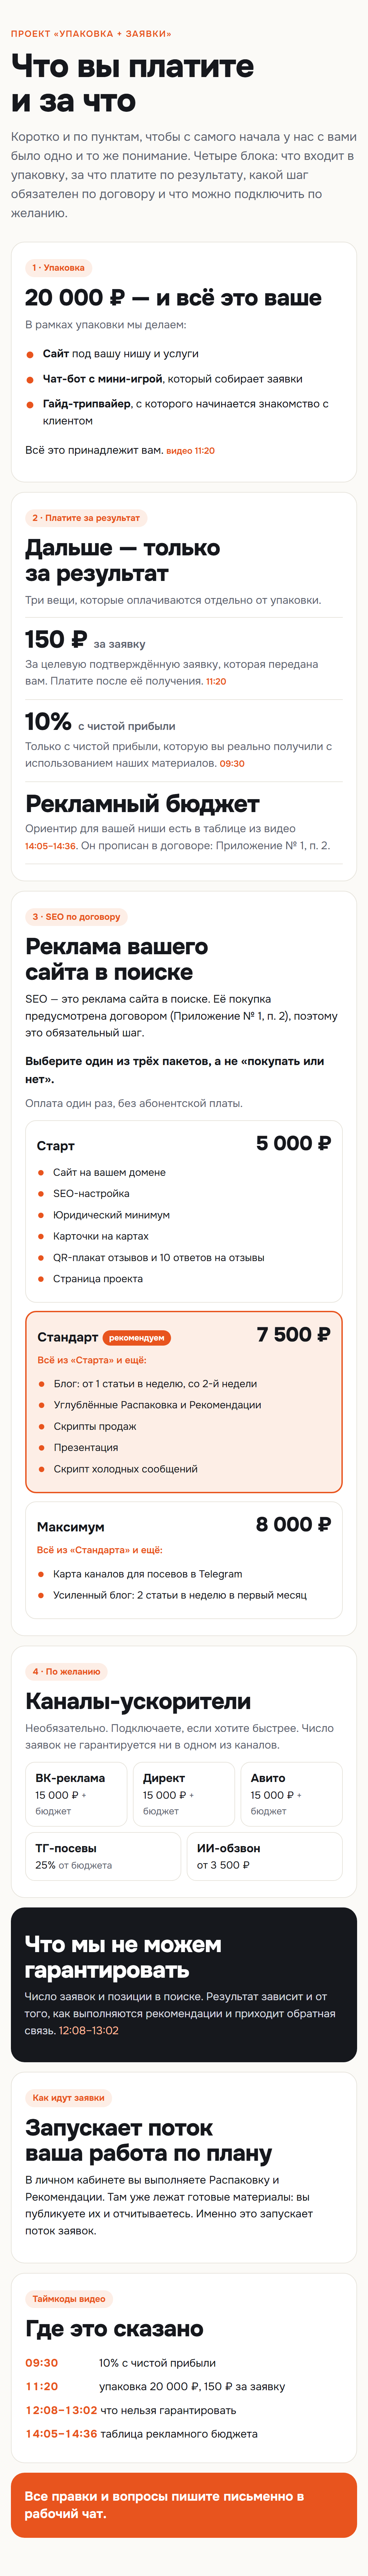 ПРОЕКТ «УПАКОВКА + ЗАЯВКИ»
Что вы платите
и за что
Коротко и по пунктам, чтобы с самого начала у нас с вами
было одно и то же понимание. Четыре блока: что входит в
упаковку, за что платите по результату, какой шаг
обязателен по договору и что можно подключить по
желанию.
1 · Упаковка
20 000 ₽ — и всё это ваше
В рамках упаковки мы делаем:
Сайт под вашу нишу и услуги
Чат-бот с мини-игрой, который собирает заявки
Гайд-трипвайер, с которого начинается знакомство с
клиентом
Всё это принадлежит вам. видео 11:20
2 · Платите за результат
Дальше — только
за результат
Три вещи, которые оплачиваются отдельно от упаковки.
150 ₽ за заявку
За целевую подтверждённую заявку, которая передана
вам. Платите после её получения. 11:20
10% с чистой прибыли
Только с чистой прибыли, которую вы реально получили с
использованием наших материалов. 09:30
Рекламный бюджет
Ориентир для вашей ниши есть в таблице из видео
14:05–14:36. Он прописан в договоре: Приложение № 1, п. 2.
3 · SEO по договору
Реклама вашего
сайта в поиске
SEO — это реклама сайта в поиске. Её покупка
предусмотрена договором (Приложение № 1, п. 2), поэтому
это обязательный шаг.
Выберите один из трёх пакетов, а не «покупать или
нет».
Оплата один раз, без абонентской платы.
Старт 5 000 ₽
Сайт на вашем домене
SEO-настройка
Юридический минимум
Карточки на картах
QR-плакат отзывов и 10 ответов на отзывы
Страница проекта
Стандарт рекомендуем 7 500 ₽
Всё из «Старта» и ещё:
Блог: от 1 статьи в неделю, со 2-й недели
Углублённые Распаковка и Рекомендации
Скрипты продаж
Презентация
Скрипт холодных сообщений
Максимум 8 000 ₽
Всё из «Стандарта» и ещё:
Карта каналов для посевов в Telegram
Усиленный блог: 2 статьи в неделю в первый месяц
4 · По желанию
Каналы-ускорители
Необязательно. Подключаете, если хотите быстрее. Число
заявок не гарантируется ни в одном из каналов.
ВК-реклама
15 000 ₽ +
бюджет
Директ
15 000 ₽ +
бюджет
Авито
15 000 ₽ +
бюджет
ТГ-посевы
25% от бюджета
ИИ-обзвон
от 3 500 ₽
Что мы не можем
гарантировать
Число заявок и позиции в поиске. Результат зависит и от
того, как выполняются рекомендации и приходит обратная
связь. 12:08–13:02
Как идут заявки
Запускает поток
ваша работа по плану
В личном кабинете вы выполняете Распаковку и
Рекомендации. Там уже лежат готовые материалы: вы
публикуете их и отчитываетесь. Именно это запускает
поток заявок.
Таймкоды видео
Где это сказано
09:30 10% с чистой прибыли
11:20 упаковка 20 000 ₽, 150 ₽ за заявку
12:08–13:02 что нельзя гарантировать
14:05–14:36 таблица рекламного бюджета
Все правки и вопросы пишите письменно в
рабочий чат.